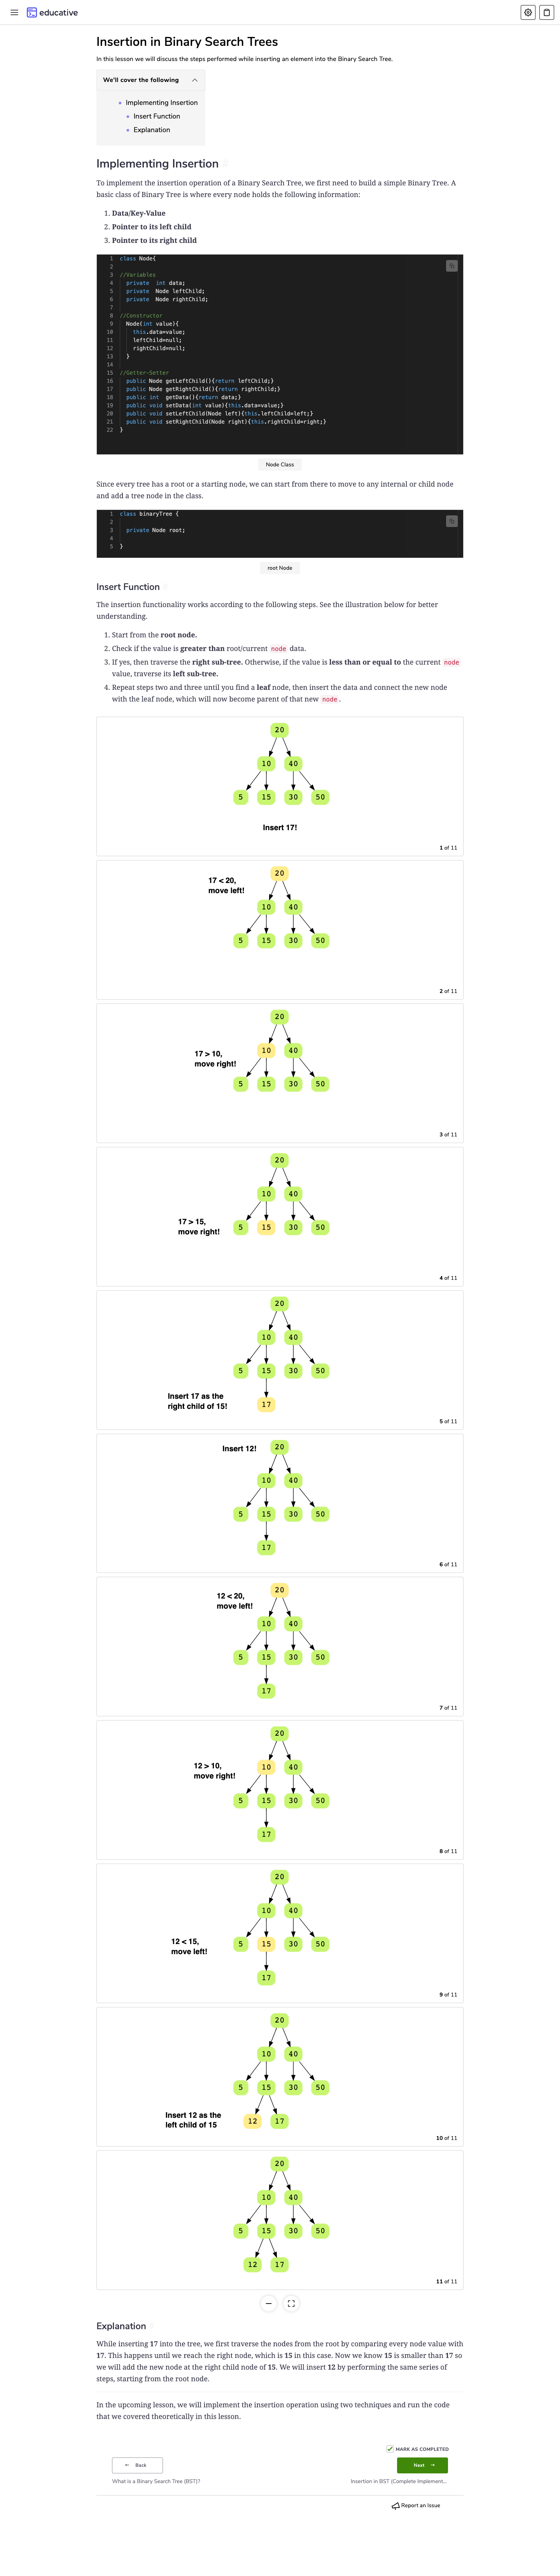 educative
Insertion in Binary Search Trees
In this lesson we will discuss the steps performed while inserting an element into the Binary Search Tree.
We'll cover the following
Implementing Insertion
Insert Function
Explanation
Implementing Insertion
To implement the insertion operation of a Binary Search Tree, we first need to build a simple Binary Tree. A
basic class of Binary Tree is where every node holds the following information:
1. Data/Key-Value
2. Pointer to its left child
3. Pointer to its right child
1 class Node{
2
3 //Variables
4 private int data;
5 private Node leftChild;
6 private Node rightChild;
7
8 //Constructor
9 Node(int value){
10 this.data=value;
11 leftChild=null;
12 rightChild=null;
13 }
14
15 //Getter-Setter
16 public Node getLeftChild(){return leftChild;}
17 public Node getRightChild(){return rightChild;}
18 public int getData(){return data;}
19 public void setData(int value){this.data=value;}
20 public void setLeftChild(Node left){this.leftChild=left;}
21 public void setRightChild(Node right){this.rightChild=right;}
22 }
Node Class
Since every tree has a root or a starting node, we can start from there to move to any internal or child node
and add a tree node in the class.
1 class binaryTree {
2
3 private Node root;
4
5 }
root Node
Insert Function
The insertion functionality works according to the following steps. See the illustration below for better
understanding.
1. Start from the root node.
2. Check if the value is greater than root/current node data.
3. If yes, then traverse the right sub-tree. Otherwise, if the value is less than or equal to the current node
value, traverse its left sub-tree.
4. Repeat steps two and three until you find a leaf node, then insert the data and connect the new node
with the leaf node, which will now become parent of that new node.
20
10 40
5 15 30 50
Insert 17!
1 of 11
20
17 < 20,
move left!
10 40
5 15 30 50
2 of 11
20
17 > 10,
move right!
10 40
5 15 30 50
3 of 11
20
10 40
17 > 15,
move right!
5 15 30 50
4 of 11
20
10 40
5 15 30 50
Insert 17 as the
right child of 15!
17
5 of 11
Insert 12!
20
10 40
5 15 30 50
17
6 of 11
20
12 < 20,
move left!
10 40
5 15 30 50
17
7 of 11
20
12 > 10,
move right!
10 40
5 15 30 50
17
8 of 11
20
10 40
12 < 15,
move left!
5 15 30 50
17
9 of 11
20
10 40
5 15 30 50
Insert 12 as the
left child of 15
12 17
10 of 11
20
10 40
5 15 30 50
12 17
11 of 11
Explanation
While inserting 17 into the tree, we first traverse the nodes from the root by comparing every node value with
17. This happens until we reach the right node, which is 15 in this case. Now we know 15 is smaller than 17 so
we will add the new node at the right child node of 15. We will insert 12 by performing the same series of
steps, starting from the root node.
In the upcoming lesson, we will implement the insertion operation using two techniques and run the code
that we covered theoretically in this lesson.
MARK AS COMPLETED
← Back
Next →
What is a Binary Search Tree (BST)?
Insertion in BST (Complete Implement...
Report an Issue